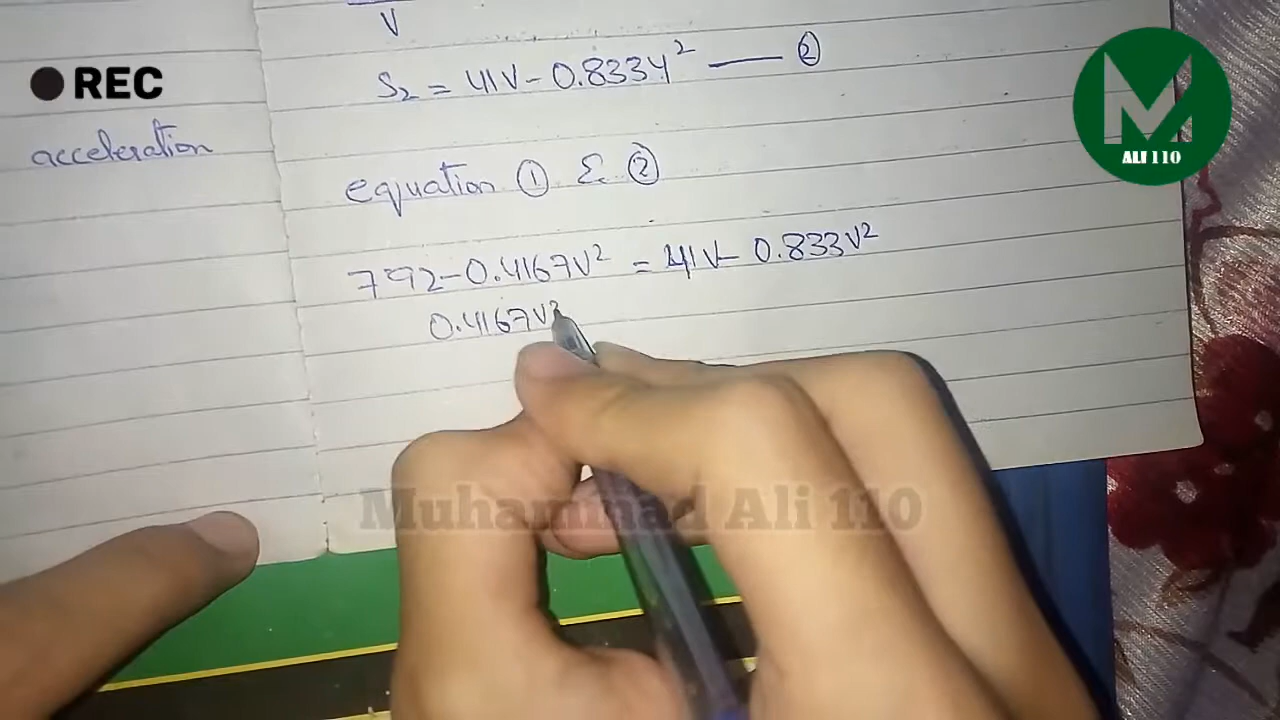 V
REC
S₂ = 41V - 0.833V² — ②
M
ALI 110
acceleration
equation ① & ②
792 - 0.4167V² = 41V - 0.833V²
0.4167V²
Muhammad Ali 110